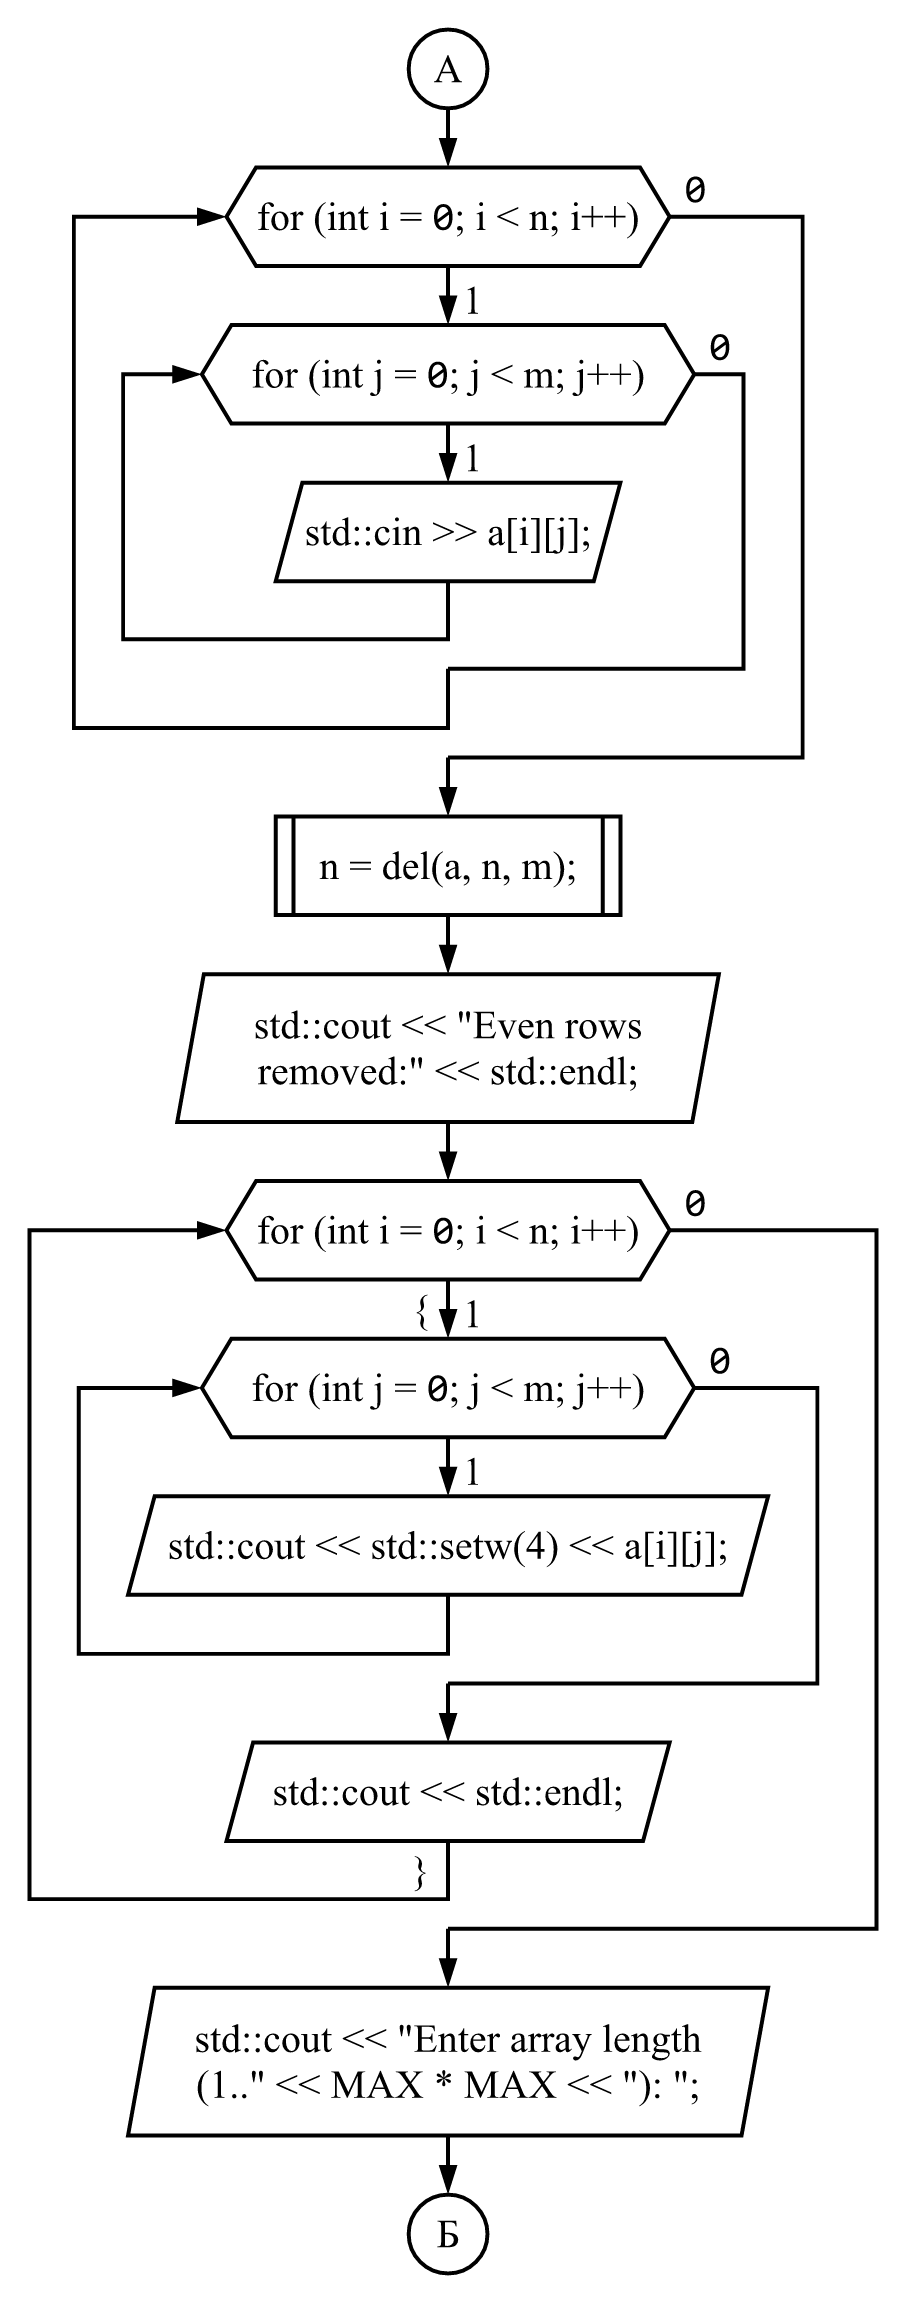 А
for (int i = 0; i < n; i++)
0
1
for (int j = 0; j < m; j++)
0
1
std::cin >> a[i][j];
n = del(a, n, m);
std::cout << "Even rows
removed:" << std::endl;
for (int i = 0; i < n; i++)
0
{ 1
for (int j = 0; j < m; j++)
0
1
std::cout << std::setw(4) << a[i][j];
std::cout << std::endl;
}
std::cout << "Enter array length
(1.." << MAX * MAX << "): ";
Б